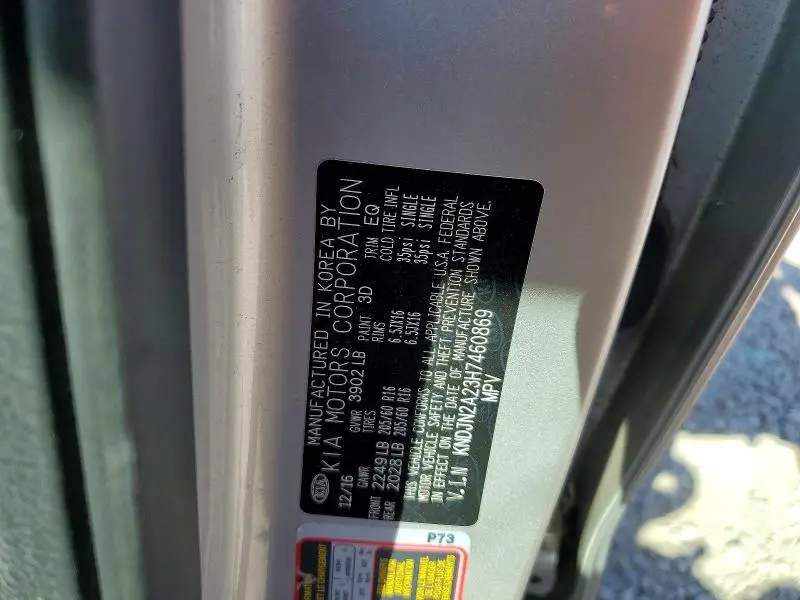 KIA
MANUFACTURED IN KOREA BY
KIA MOTORS CORPORATION
12/16 GVWR 3902 LB PAINT 3D TRIM EQ
GAWR TIRES RIMS COLD TIRE INFL
FRONT 2249 LB 205/60 R16 6.5JX16 35psi SINGLE
REAR 2028 LB 205/60 R16 6.5JX16 35psi SINGLE
THIS VEHICLE CONFORMS TO ALL APPLICABLE U.S.A. FEDERAL
MOTOR VEHICLE SAFETY AND THEFT PREVENTION STANDARDS
IN EFFECT ON THE DATE OF MANUFACTURE SHOWN ABOVE.
V.I.N KNDJN2A23H7460869
MPV
P73